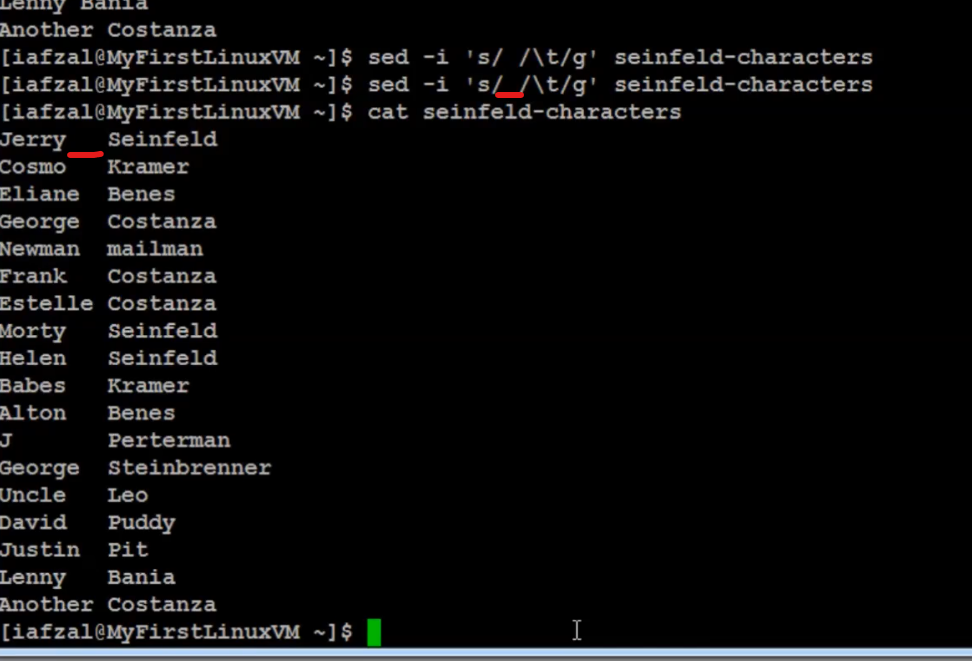 Lenny Bania
Another Costanza
[iafzal@MyFirstLinuxVM ~]$ sed -i 's/ /\t/g' seinfeld-characters
[iafzal@MyFirstLinuxVM ~]$ sed -i 's/ /\t/g' seinfeld-characters
[iafzal@MyFirstLinuxVM ~]$ cat seinfeld-characters
Jerry	Seinfeld
Cosmo	Kramer
Eliane	Benes
George	Costanza
Newman	mailman
Frank	Costanza
Estelle	Costanza
Morty	Seinfeld
Helen	Seinfeld
Babes	Kramer
Alton	Benes
J	Perterman
George	Steinbrenner
Uncle	Leo
David	Puddy
Justin	Pit
Lenny	Bania
Another	Costanza
[iafzal@MyFirstLinuxVM ~]$